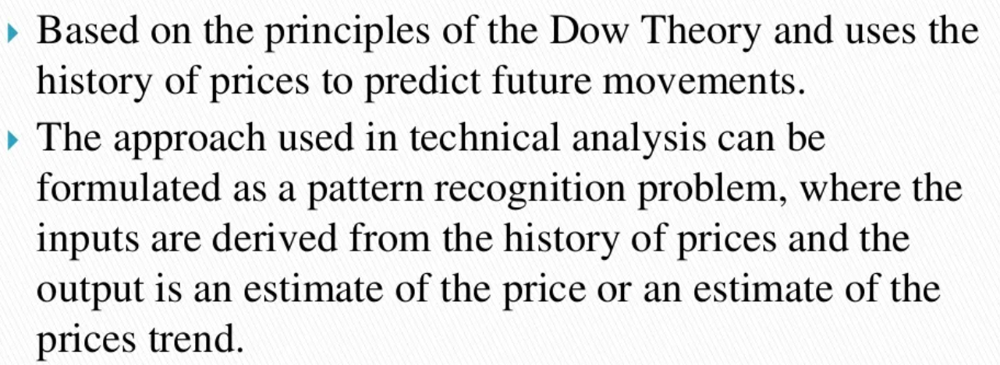 Based on the principles of the Dow Theory and uses the
history of prices to predict future movements.
The approach used in technical analysis can be
formulated as a pattern recognition problem, where the
inputs are derived from the history of prices and the
output is an estimate of the price or an estimate of the
prices trend.